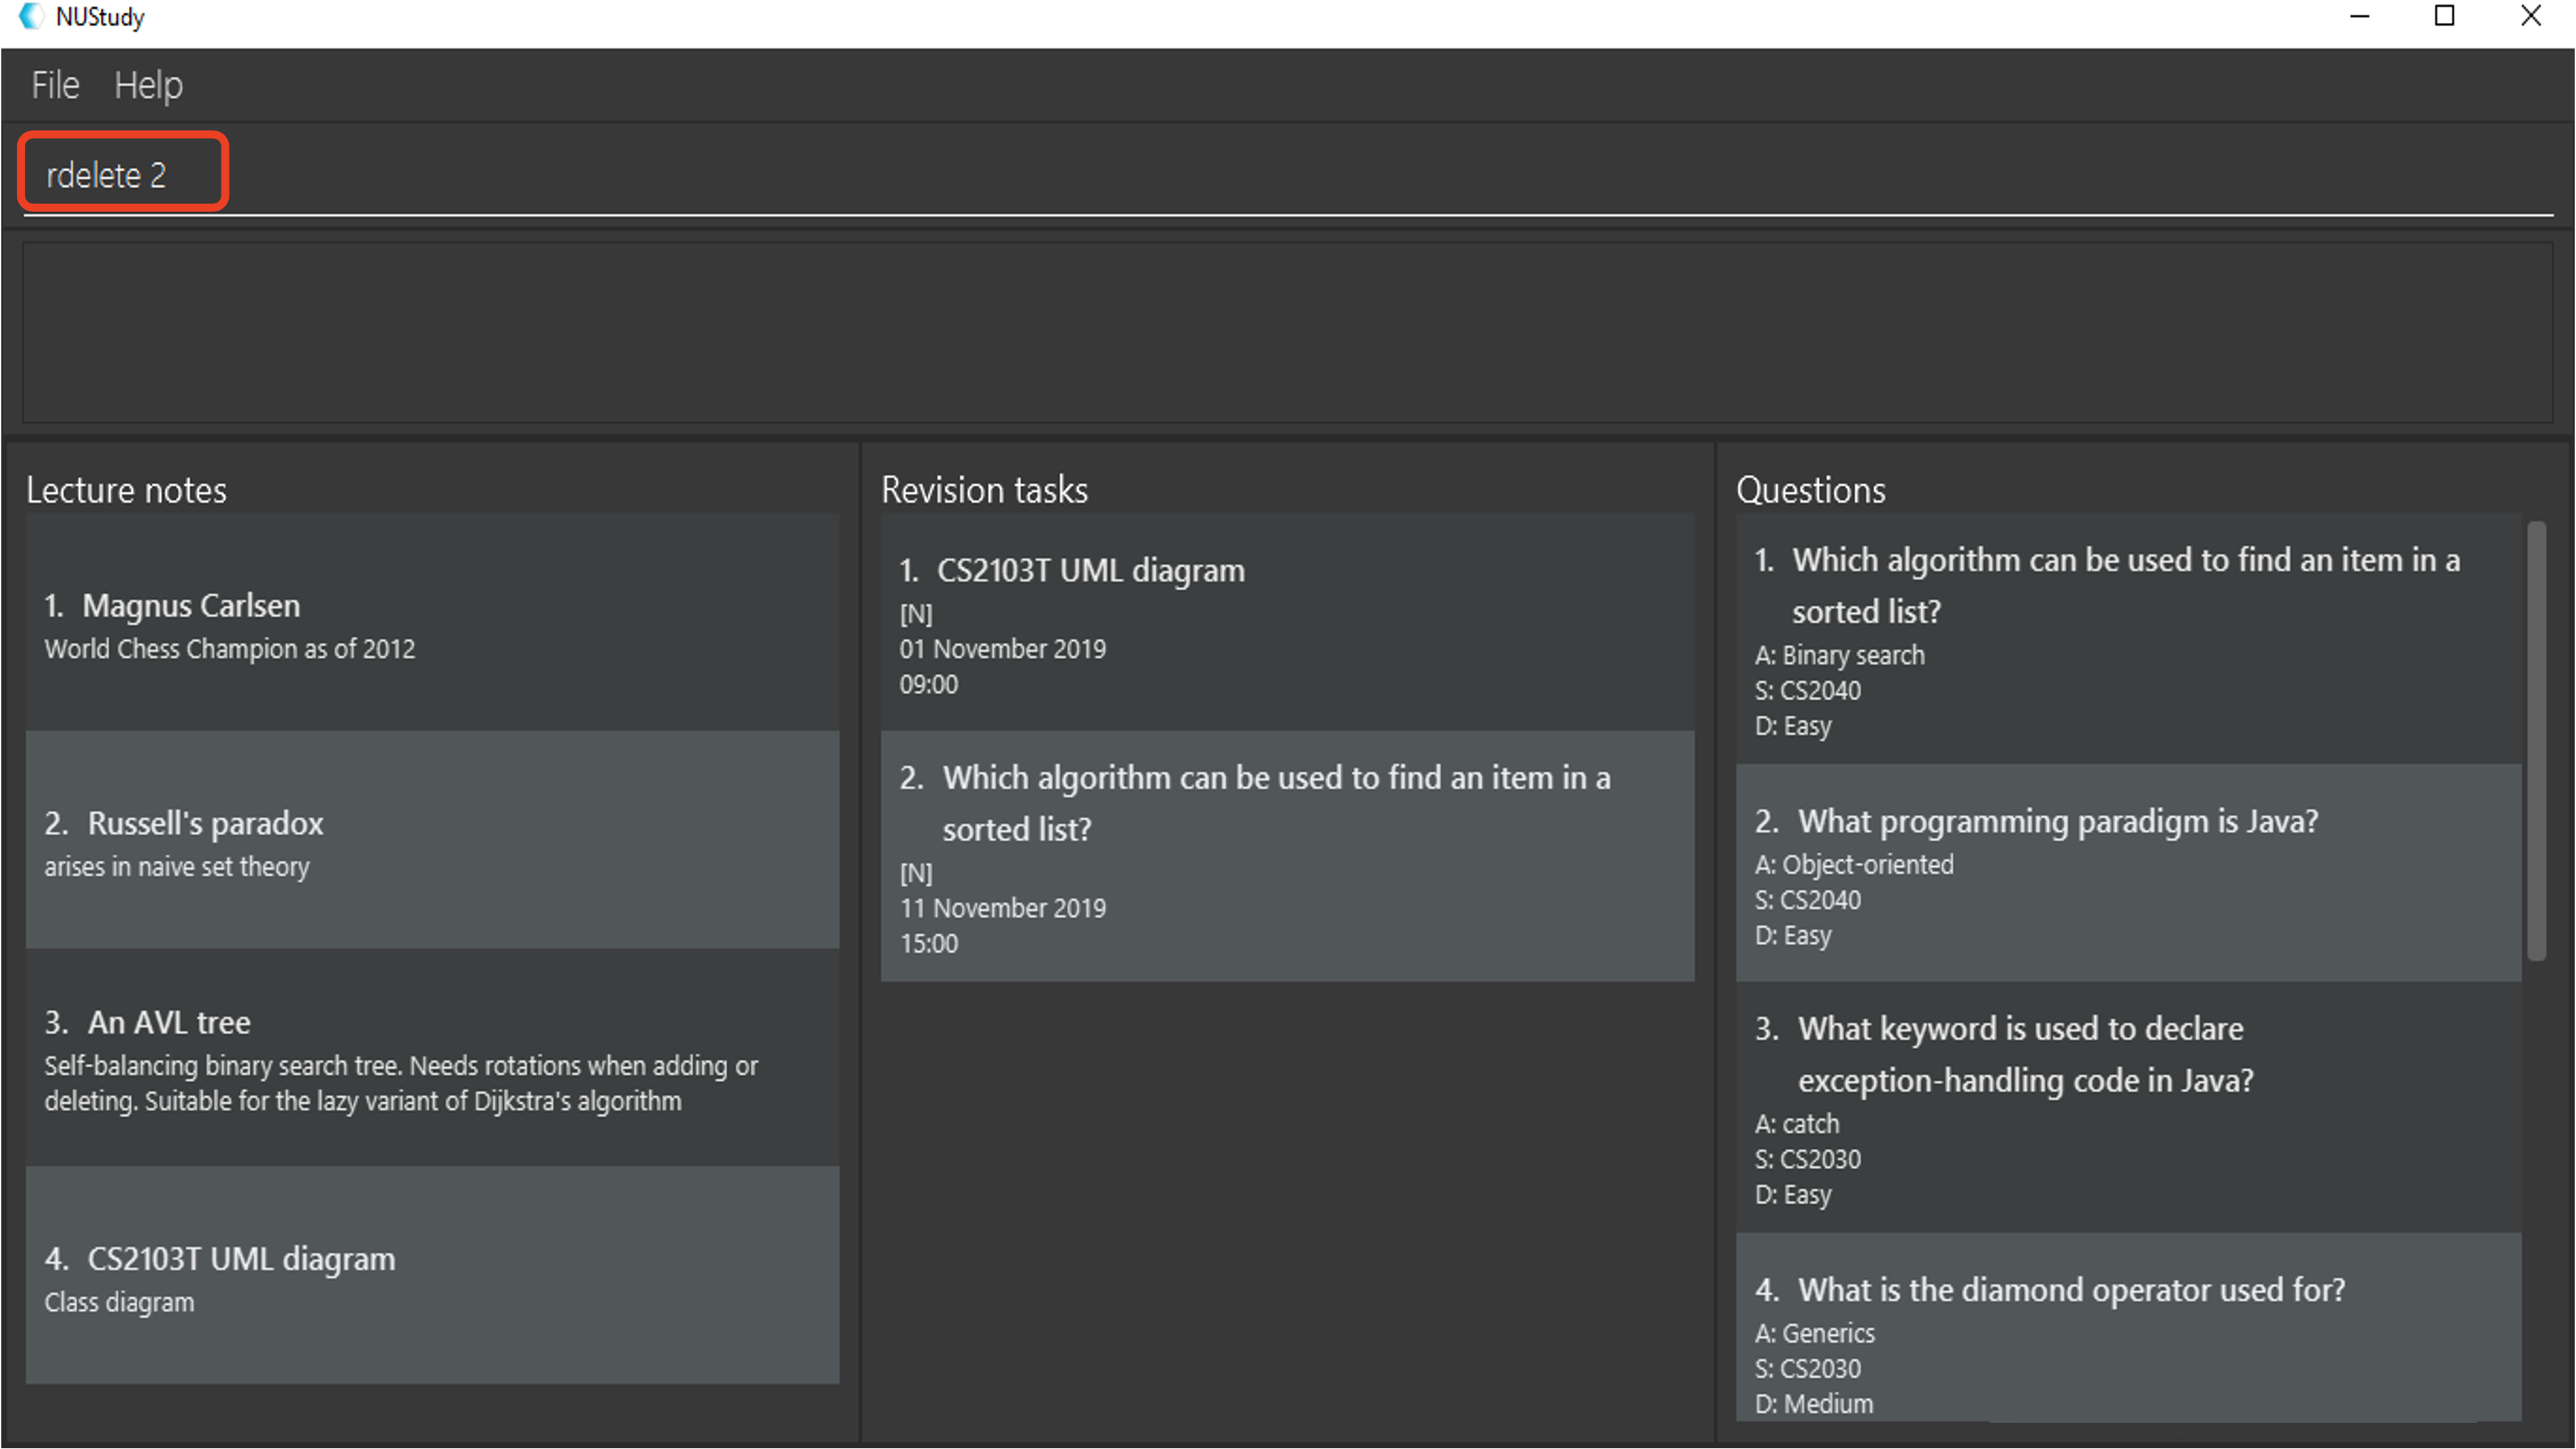 NUStudy
File Help
rdelete 2
Lecture notes
1. Magnus Carlsen
World Chess Champion as of 2012
2. Russell's paradox
arises in naive set theory
3. An AVL tree
Self-balancing binary search tree. Needs rotations when adding or
deleting. Suitable for the lazy variant of Dijkstra's algorithm
4. CS2103T UML diagram
Class diagram
Revision tasks
1. CS2103T UML diagram
[N]
01 November 2019
09:00
2. Which algorithm can be used to find an item in a
sorted list?
[N]
11 November 2019
15:00
Questions
1. Which algorithm can be used to find an item in a
sorted list?
A: Binary search
S: CS2040
D: Easy
2. What programming paradigm is Java?
A: Object-oriented
S: CS2040
D: Easy
3. What keyword is used to declare
exception-handling code in Java?
A: catch
S: CS2030
D: Easy
4. What is the diamond operator used for?
A: Generics
S: CS2030
D: Medium